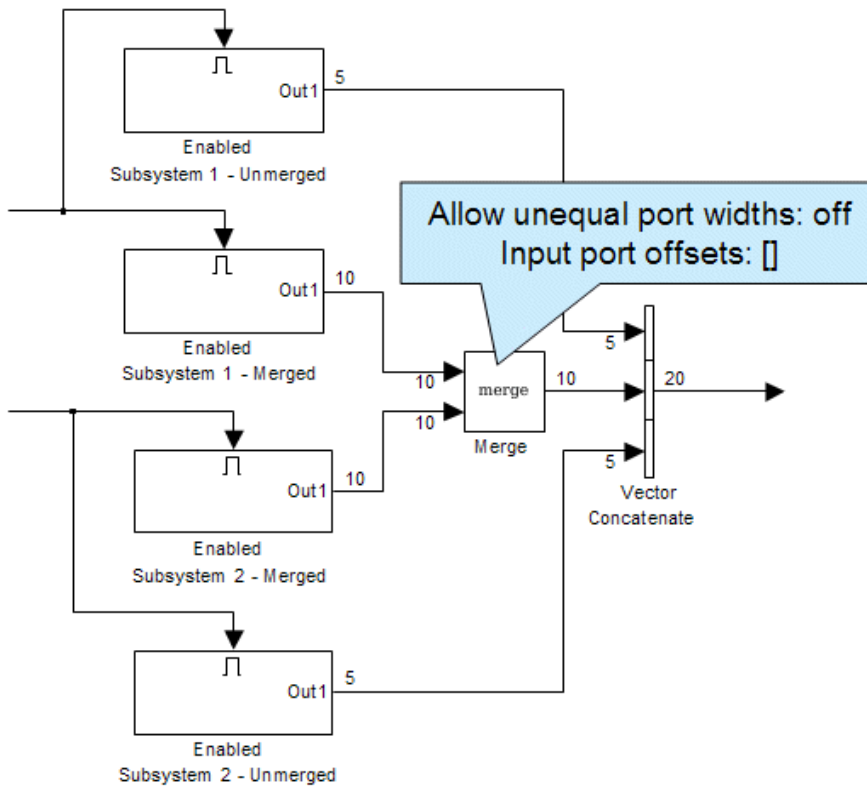 Out1
5
Enabled
Subsystem 1 - Unmerged
Allow unequal port widths: off
Input port offsets: []
Out1
10
Enabled
Subsystem 1 - Merged
5
10
merge
10
20
10
Merge
Out1
10
5
Vector
Concatenate
Enabled
Subsystem 2 - Merged
Out1
5
Enabled
Subsystem 2 - Unmerged